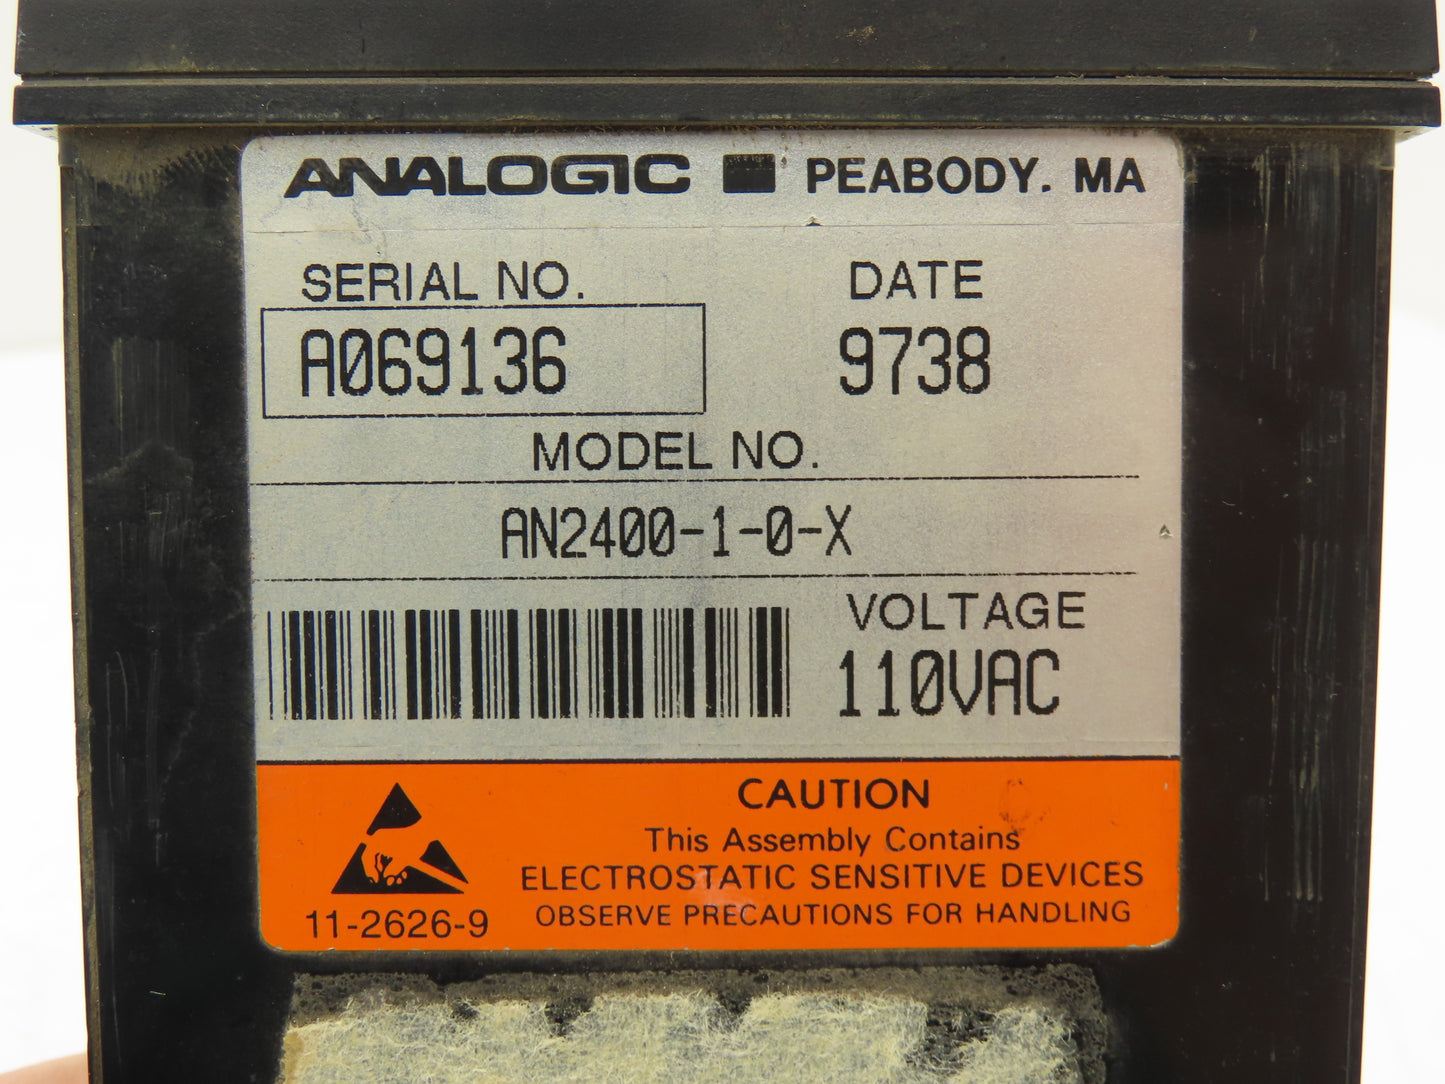 ANALOGIC ■ PEABODY. MA
SERIAL NO. DATE
A069136 9738
MODEL NO.
AN2400-1-0-X
VOLTAGE
110VAC
CAUTION
This Assembly Contains
ELECTROSTATIC SENSITIVE DEVICES
OBSERVE PRECAUTIONS FOR HANDLING
11-2626-9